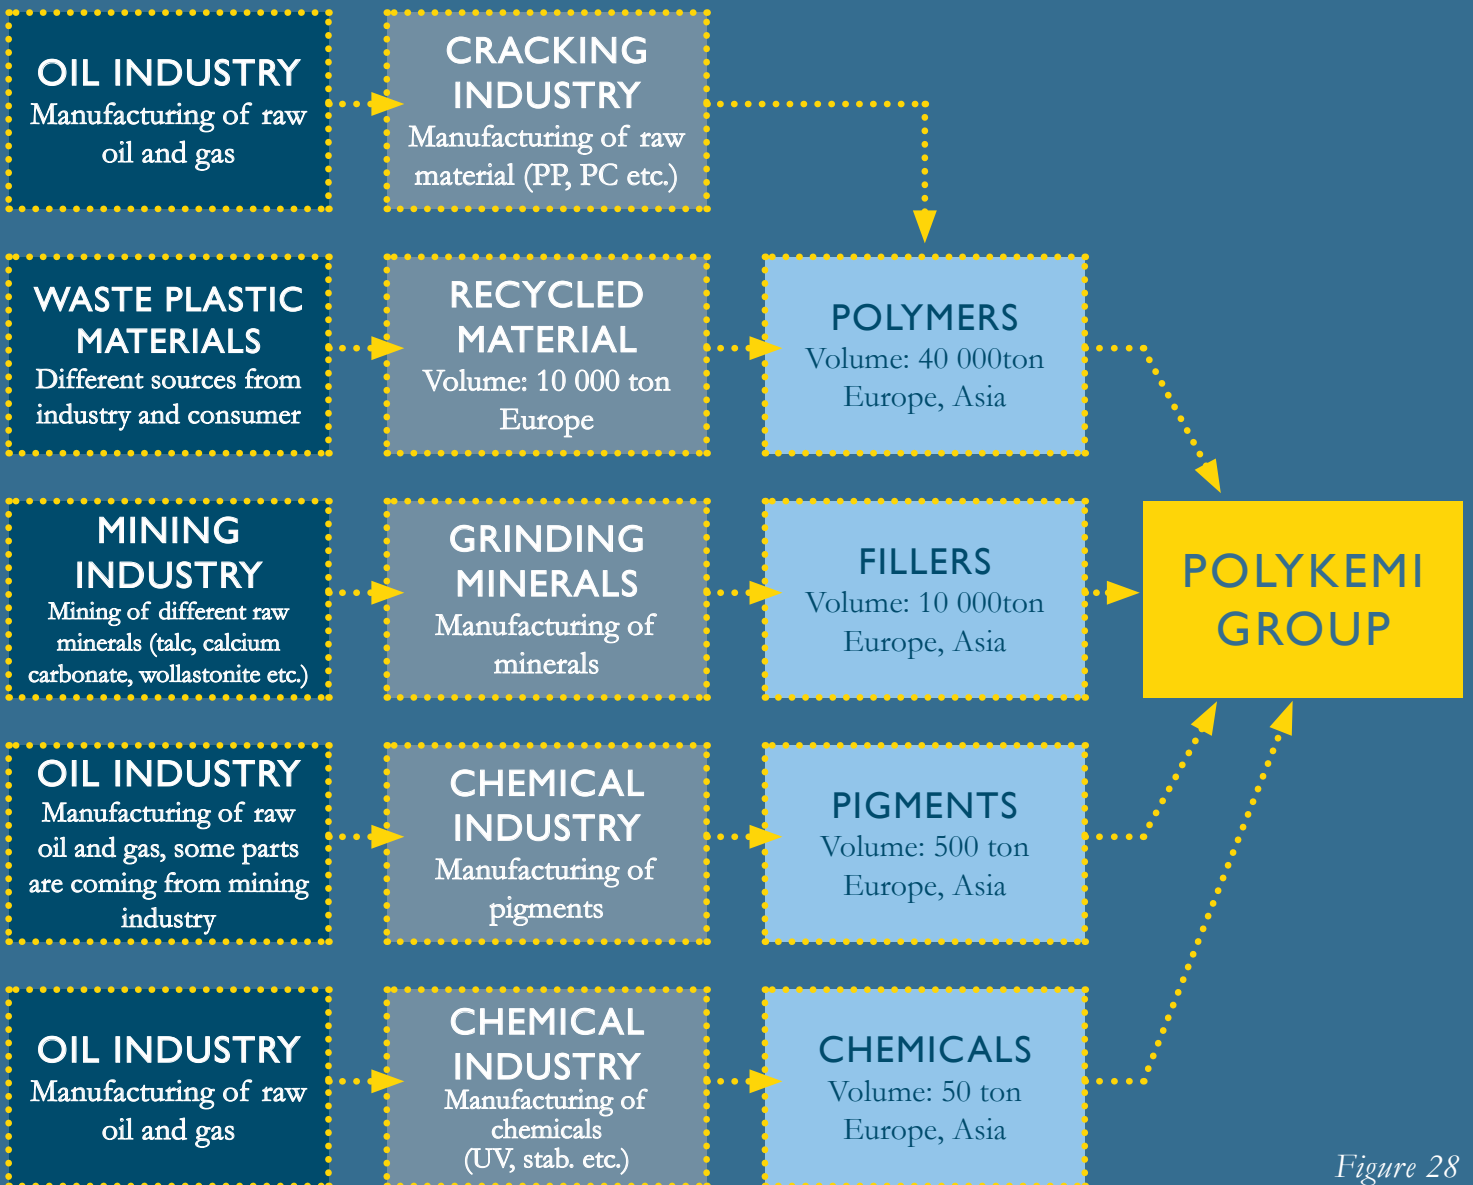 OIL INDUSTRY
Manufacturing of raw
oil and gas
CRACKING
INDUSTRY
Manufacturing of raw
material (PP, PC etc.)
WASTE PLASTIC
MATERIALS
Different sources from
industry and consumer
RECYCLED
MATERIAL
Volume: 10 000 ton
Europe
POLYMERS
Volume: 40 000ton
Europe, Asia
MINING
INDUSTRY
Mining of different raw
minerals (talc, calcium
carbonate, wollastonite etc.)
GRINDING
MINERALS
Manufacturing of
minerals
FILLERS
Volume: 10 000ton
Europe, Asia
POLYKEMI
GROUP
OIL INDUSTRY
Manufacturing of raw
oil and gas, some parts
are coming from mining
industry
CHEMICAL
INDUSTRY
Manufacturing of
pigments
PIGMENTS
Volume: 500 ton
Europe, Asia
OIL INDUSTRY
Manufacturing of raw
oil and gas
CHEMICAL
INDUSTRY
Manufacturing of
chemicals
(UV, stab. etc.)
CHEMICALS
Volume: 50 ton
Europe, Asia
Figure 28